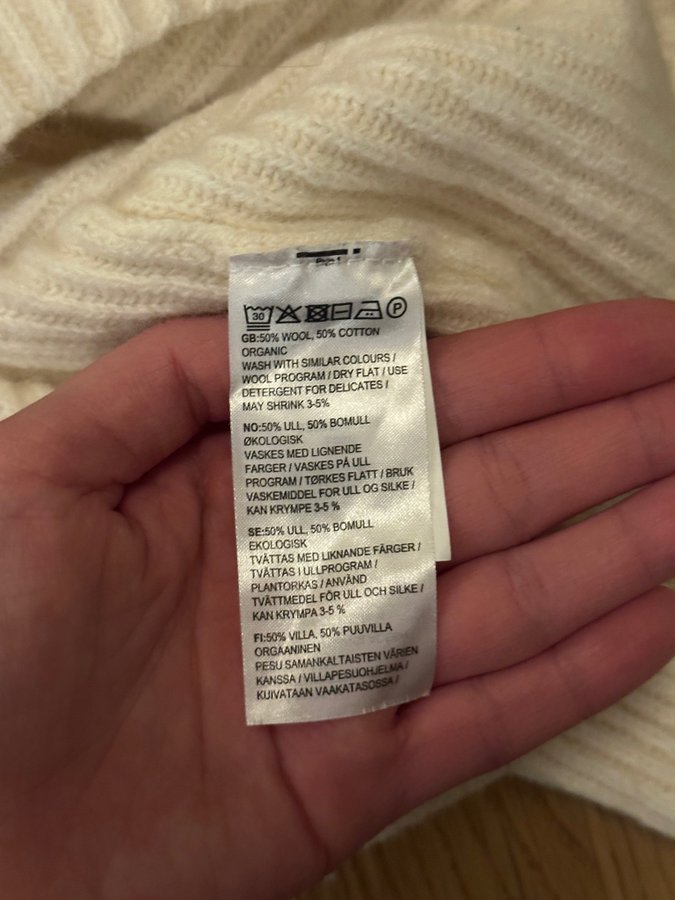 Page 1
30 P
GB:50% WOOL, 50% COTTON
ORGANIC
WASH WITH SIMILAR COLOURS /
WOOL PROGRAM / DRY FLAT / USE
DETERGENT FOR DELICATES /
MAY SHRINK 3-5%
NO:50% ULL, 50% BOMULL
ØKOLOGISK
VASKES MED LIGNENDE
FARGER / VASKES PÅ ULL
PROGRAM / TØRKES FLATT / BRUK
VASKEMIDDEL FOR ULL OG SILKE /
KAN KRYMPE 3-5 %
SE:50% ULL, 50% BOMULL
EKOLOGISK
TVÄTTAS MED LIKNANDE FÄRGER /
TVÄTTAS I ULLPROGRAM /
PLANTORKAS / ANVÄND
TVÄTTMEDEL FÖR ULL OCH SILKE /
KAN KRYMPA 3-5 %
FI:50% VILLA, 50% PUUVILLA
ORGAANINEN
PESU SAMANKALTAISTEN VÄRIEN
KANSSA / VILLAPESUOHJELMA /
KUIVATAAN VAAKATASOSSA /